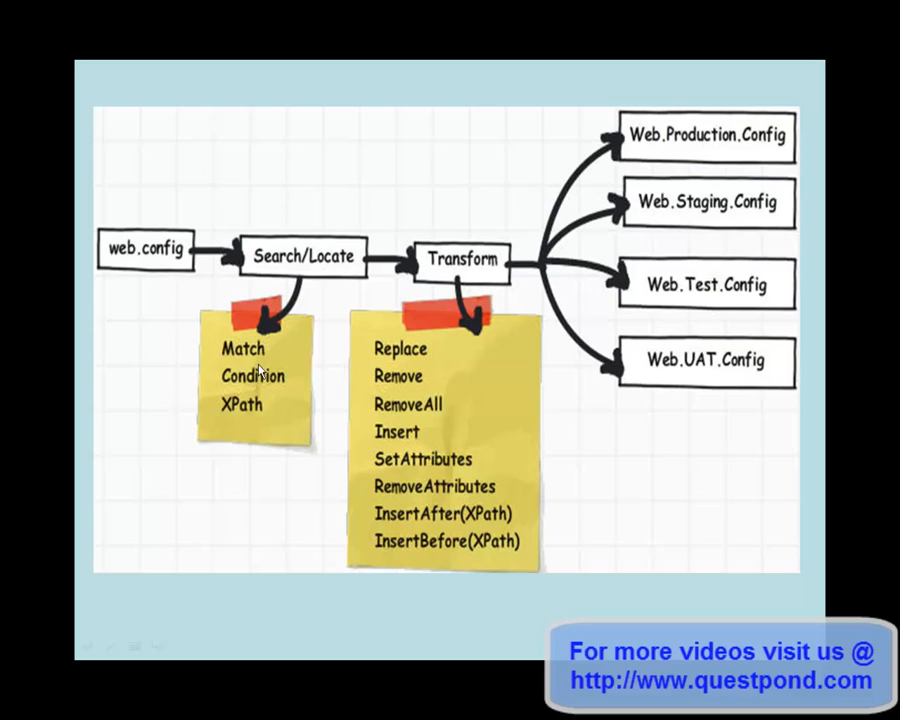 web.config
Search/Locate
Transform
Web.Production.Config
Web.Staging.Config
Web.Test.Config
Web.UAT.Config
Match
Condition
XPath
Replace
Remove
RemoveAll
Insert
SetAttributes
RemoveAttributes
InsertAfter(XPath)
InsertBefore(XPath)
For more videos visit us @
http://www.questpond.com